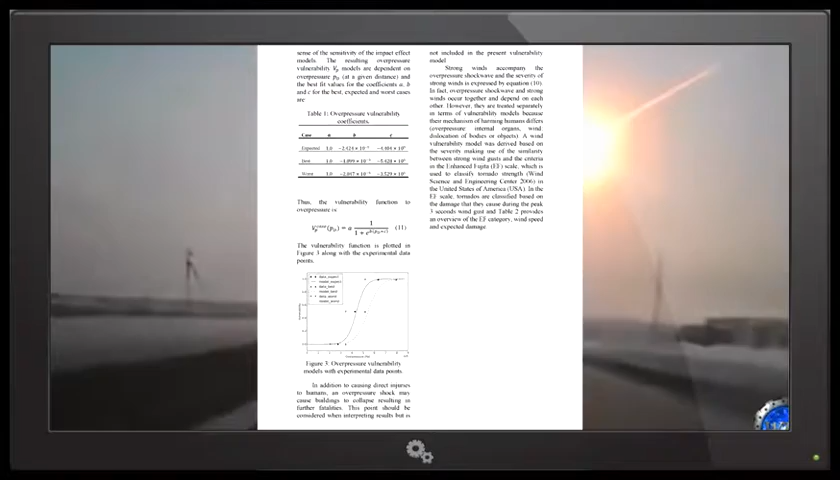 sense of the sensitivity of the impact effect
models. The resulting overpressure
vulnerability Vp models are dependent on
overpressure pD (at a given distance) and
the best fit values for the coefficients a, b
and c for the best, expected and worst cases
are
Table 1: Overpressure vulnerability
coefficients.
Case a b c
Expected 1.0
Best 1.0
Worst 1.0
Thus, the vulnerability function to
overpressure is:
(11)
The vulnerability function is plotted in
Figure 3 along with the experimental data
points.
Figure 3: Overpressure vulnerability
models with experimental data points
In addition to causing direct injuries
to humans, an overpressure shock may
cause buildings to collapse resulting in
further fatalities. This point should be
considered when interpreting results but is
not included in the present vulnerability
model
Strong winds accompany the
overpressure shockwave and the severity of
strong winds is expressed by equation (10).
In fact, overpressure shockwave and strong
winds occur together and depend on each
other. However, they are treated separately
in terms of vulnerability models because
their mechanism of harming humans differs
(overpressure internal organs, wind
dislocation of bodies or objects). A wind
vulnerability model was derived based on
the severity making use of the similarity
between strong wind gusts and the criteria
in the Enhanced Fujita (EF) scale, which is
used to classify tornado strength (Wind
Science and Engineering Center 2006) in
the United States of America (USA). In the
EF scale, tornados are classified based on
the damage that they cause during the peak
3 seconds wind gust and Table 2 provides
an overview of the EF category, wind speed
and expected damage